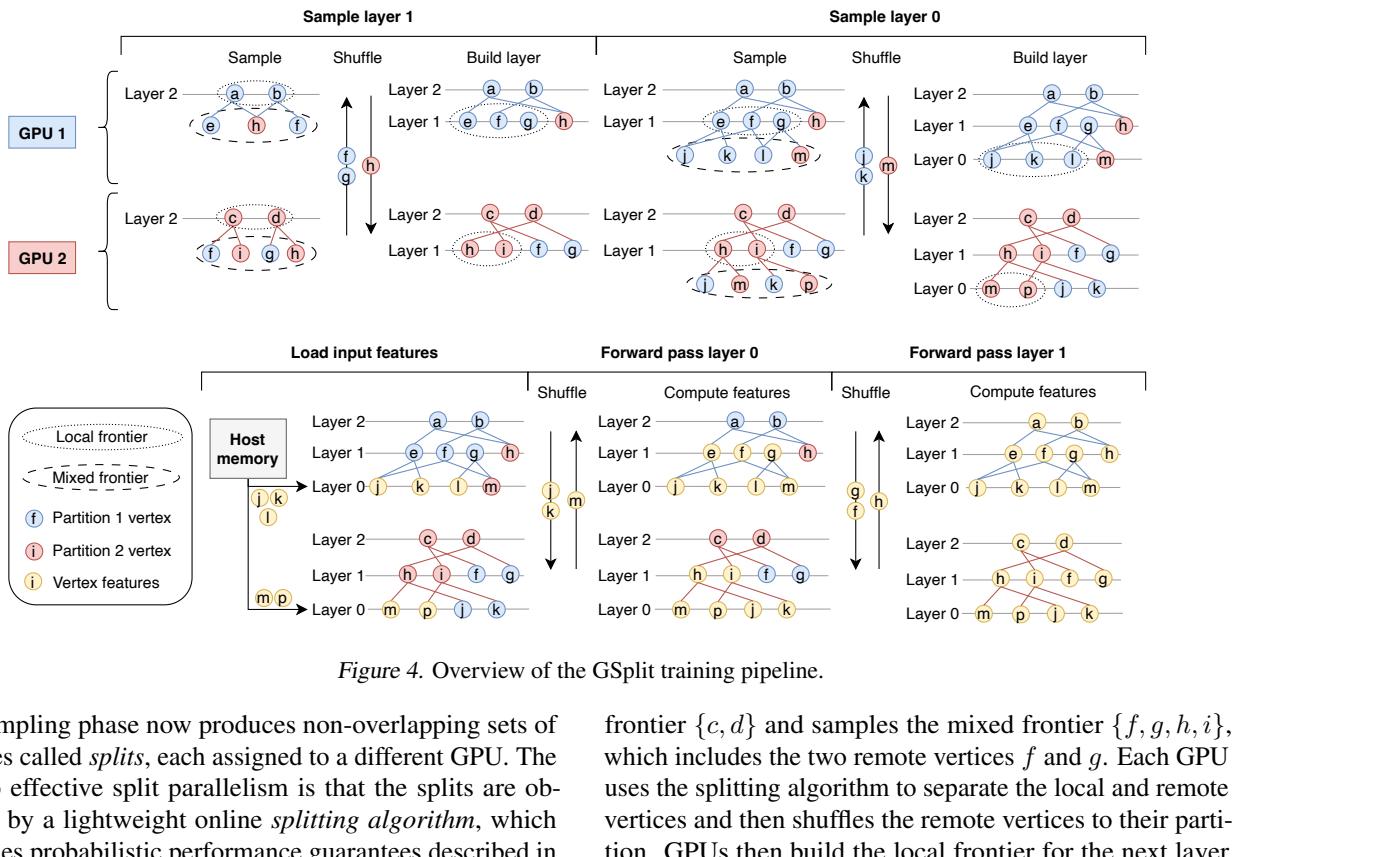 Sample layer 1
Sample layer 0
Sample Shuffle Build layer
Sample Shuffle Build layer
GPU 1
Layer 2 a b
e h f
f
g
h
Layer 2 a b
Layer 1 e f g h
Layer 2 a b
Layer 1 e f g h
j k l m
j
k
m
Layer 2 a b
Layer 1 e f g h
Layer 0 j k l m
GPU 2
Layer 2 c d
f i g h
Layer 2 c d
Layer 1 h i f g
Layer 2 c d
Layer 1 h i f g
j m k p
Layer 2 c d
Layer 1 h i f g
Layer 0 m p j k
Load input features
Forward pass layer 0
Forward pass layer 1
Shuffle Compute features
Shuffle Compute features
Local frontier
Mixed frontier
f Partition 1 vertex
i Partition 2 vertex
i Vertex features
Host
memory
j k
l
m p
Layer 2 a b
Layer 1 e f g h
Layer 0 j k l m
Layer 2 c d
Layer 1 h i f g
Layer 0 m p j k
j
k
m
Layer 2 a b
Layer 1 e f g h
Layer 0 j k l m
Layer 2 c d
Layer 1 h i f g
Layer 0 m p j k
g
f
h
Layer 2 a b
Layer 1 e f g h
Layer 0 j k l m
Layer 2 c d
Layer 1 h i f g
Layer 0 m p j k
Figure 4. Overview of the GSplit training pipeline.
mpling phase now produces non-overlapping sets of
es called splits, each assigned to a different GPU. The
effective split parallelism is that the splits are ob-
by a lightweight online splitting algorithm, which
es probabilistic performance guarantees described in
frontier {c, d} and samples the mixed frontier {f, g, h, i},
which includes the two remote vertices f and g. Each GPU
uses the splitting algorithm to separate the local and remote
vertices and then shuffles the remote vertices to their parti-
tion. GPUs then build the local frontier for the next layer